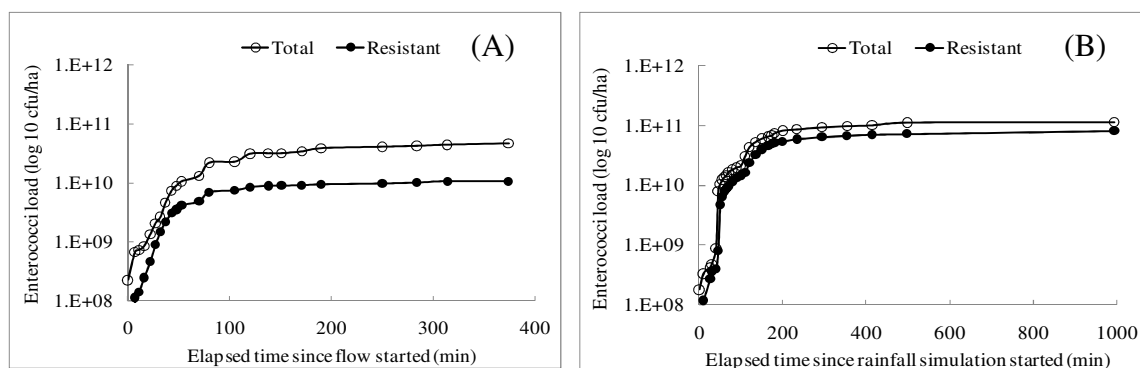 Total Resistant (A)
Enterococci load (log 10 cfu/ha)
1.E+12
1.E+11
1.E+10
1.E+09
1.E+08
0 100 200 300 400
Elapsed time since flow started (min)
Total Resistant (B)
Enterococci load (log 10 cfu/ha)
1.E+12
1.E+11
1.E+10
1.E+09
1.E+08
0 200 400 600 800 1000
Elapsed time since rainfall simulation started (min)